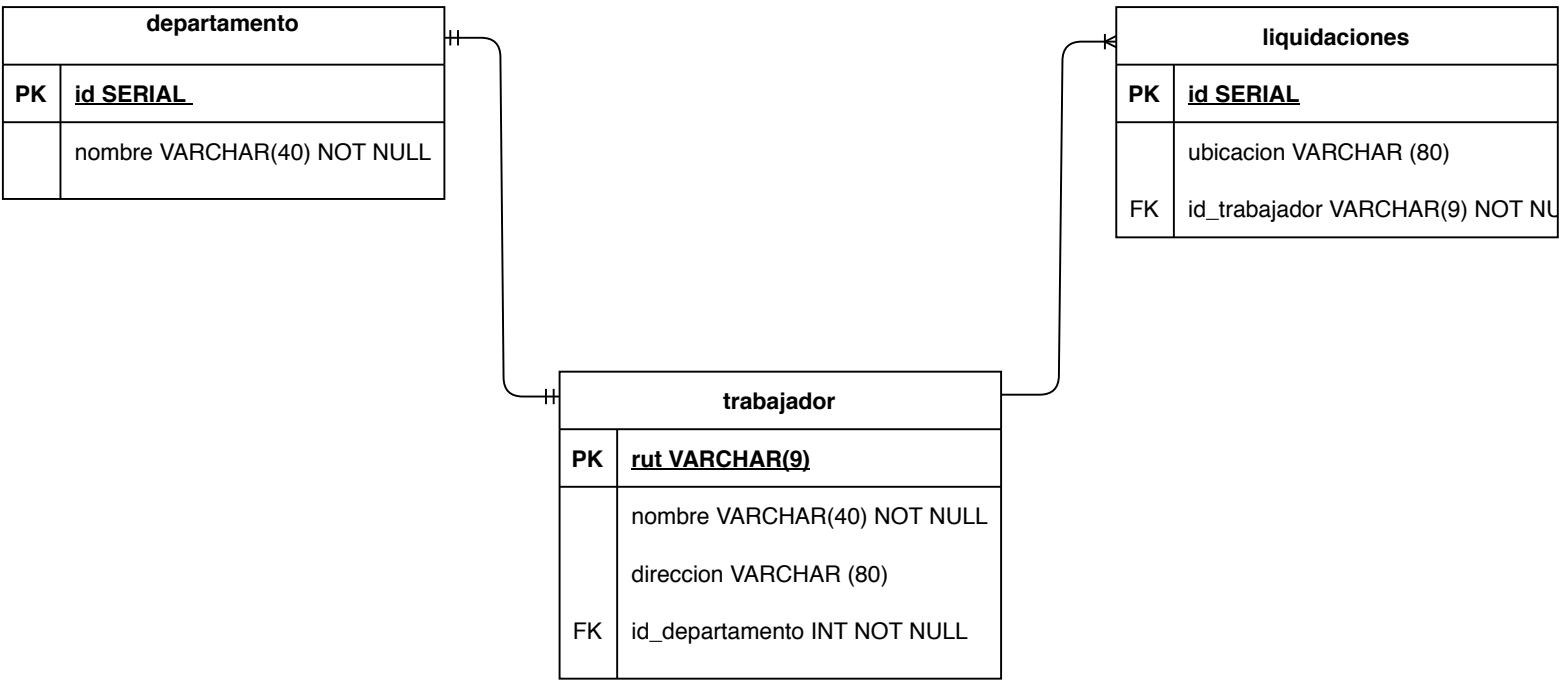 departamento
PK id SERIAL
nombre VARCHAR(40) NOT NULL
liquidaciones
PK id SERIAL
ubicacion VARCHAR (80)
FK id_trabajador VARCHAR(9) NOT NU
trabajador
PK rut VARCHAR(9)
nombre VARCHAR(40) NOT NULL
direccion VARCHAR (80)
FK id_departamento INT NOT NULL